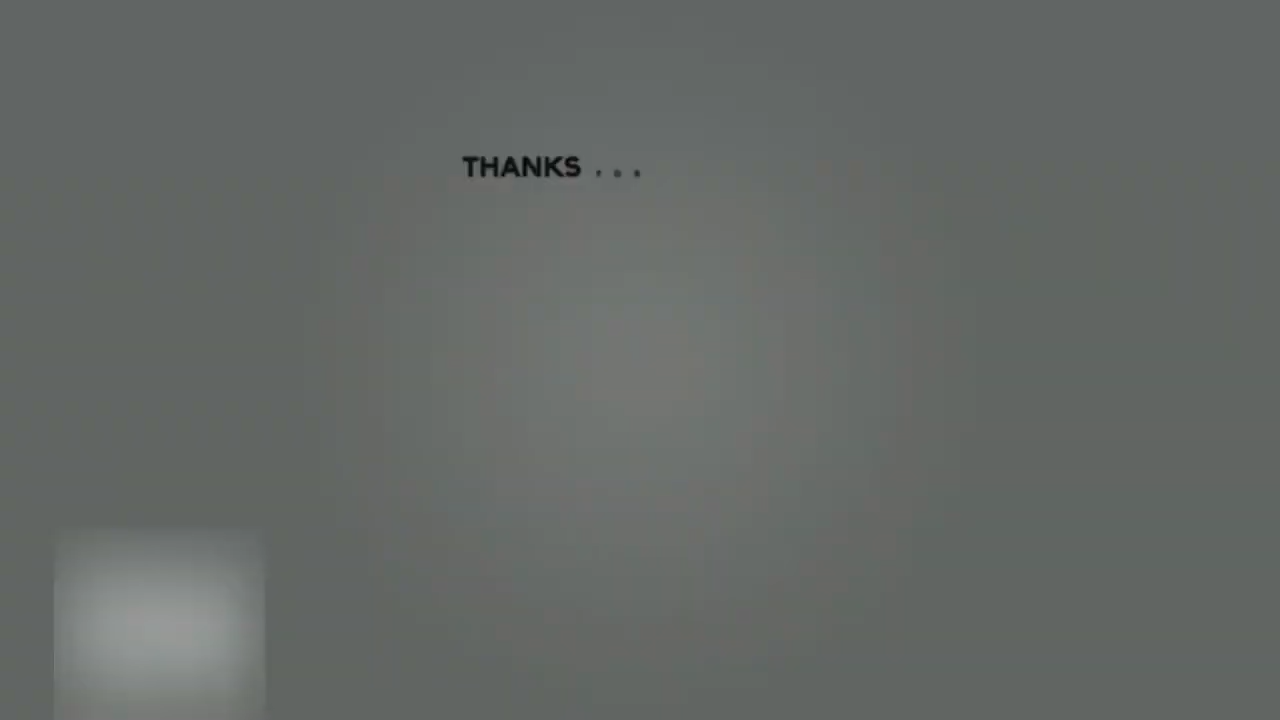 THANKS . . .